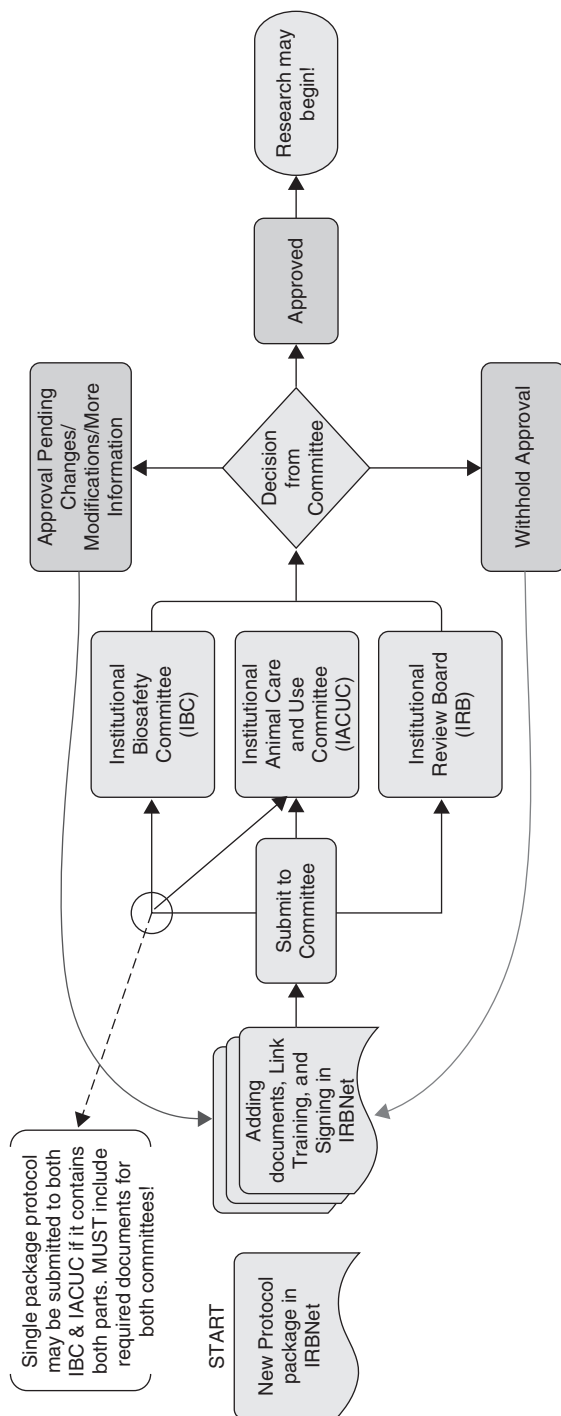 Single package protocol
may be submitted to both
IBC & IACUC if it contains
both parts. MUST include
required documents for
both committees!
START
New Protocol
package in
IRBNet
Adding
documents, Link
Training, and
Signing in
IRBNet
Submit to
Committee
Institutional
Biosafety
Committee
(IBC)
Institutional
Animal Care
and Use
Committee
(IACUC)
Institutional
Review Board
(IRB)
Decision
from
Committee
Approval Pending
Changes/
Modifications/More
Information
Approved
Withhold Approval
Research may
begin!